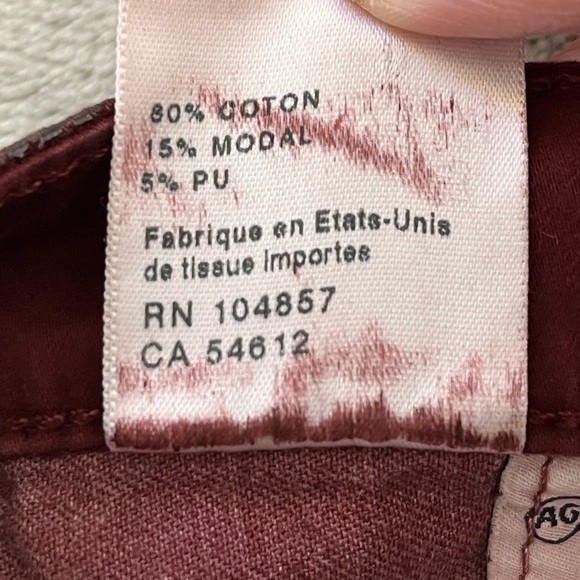 80% COTON
15% MODAL
5% PU
Fabrique en Etats-Unis
de tissue importes
RN 104857
CA 54612
AG